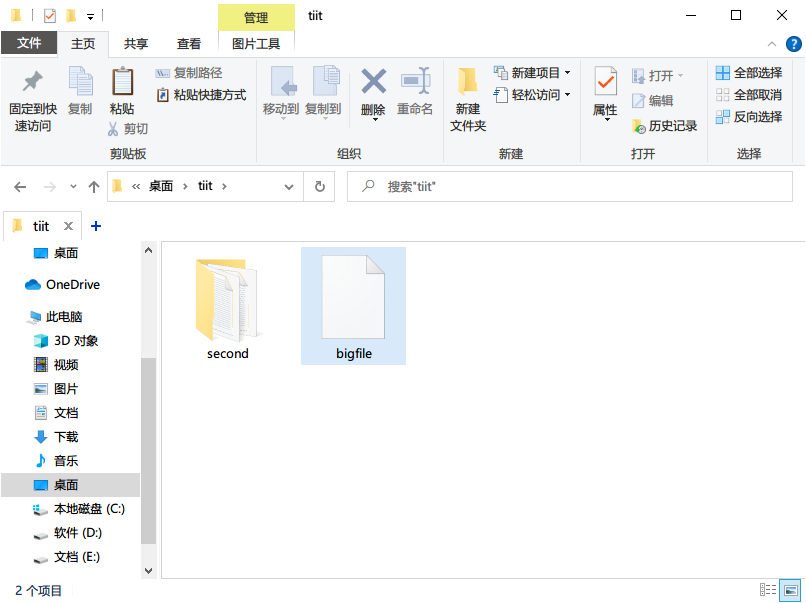 管理
tiit
文件
主页
共享
查看
图片工具
固定到快速访问
复制
粘贴
复制路径
粘贴快捷方式
剪切
剪贴板
移动到
复制到
删除
重命名
组织
新建
文件夹
新建项目
轻松访问
新建
属性
打开
编辑
历史记录
打开
全部选择
全部取消
反向选择
选择
« 桌面 › tiit ›
搜索"tiit"
tiit
桌面
OneDrive
此电脑
3D 对象
视频
图片
文档
下载
音乐
桌面
本地磁盘 (C:)
软件 (D:)
文档 (E:)
second
bigfile
2 个项目